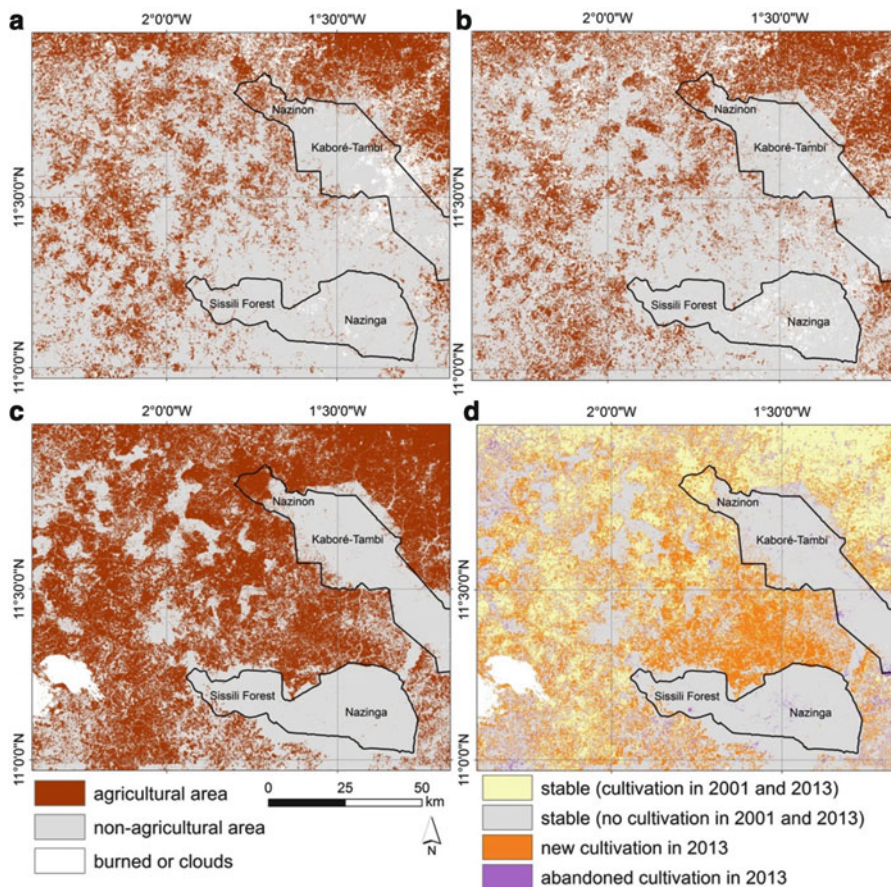 a
2°0'0"W
1°30'0"W
11°30'0"N
11°0'0"N
Nazinon
Kaboré-Tambi
Sissili Forest
Nazinga
b
2°0'0"W
1°30'0"W
11°30'0"N
11°0'0"N
Nazinon
Kaboré-Tambi
Sissili Forest
Nazinga
c
2°0'0"W
1°30'0"W
11°30'0"N
11°0'0"N
Nazinon
Kaboré-Tambi
Sissili Forest
Nazinga
d
2°0'0"W
1°30'0"W
11°30'0"N
11°0'0"N
Nazinon
Kaboré-Tambi
Sissili Forest
Nazinga
agricultural area
non-agricultural area
burned or clouds
0 25 50
km
N
stable (cultivation in 2001 and 2013)
stable (no cultivation in 2001 and 2013)
new cultivation in 2013
abandoned cultivation in 2013